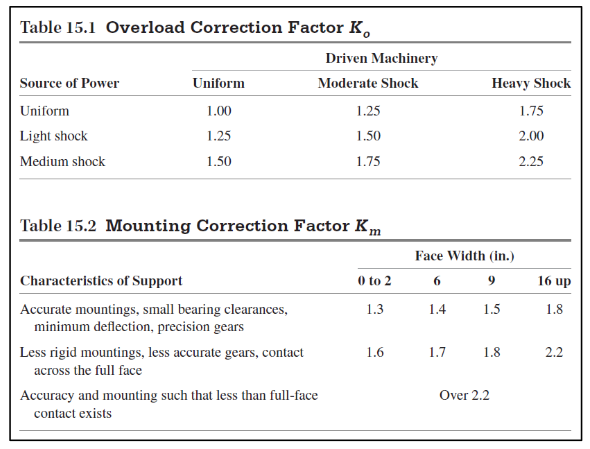 Table 15.1 Overload Correction Factor Ko
Driven Machinery
Source of Power Uniform Moderate Shock Heavy Shock
Uniform 1.00 1.25 1.75
Light shock 1.25 1.50 2.00
Medium shock 1.50 1.75 2.25
Table 15.2 Mounting Correction Factor Km
Face Width (in.)
Characteristics of Support 0 to 2 6 9 16 up
Accurate mountings, small bearing clearances, 1.3 1.4 1.5 1.8
minimum deflection, precision gears
Less rigid mountings, less accurate gears, contact 1.6 1.7 1.8 2.2
across the full face
Accuracy and mounting such that less than full-face Over 2.2
contact exists